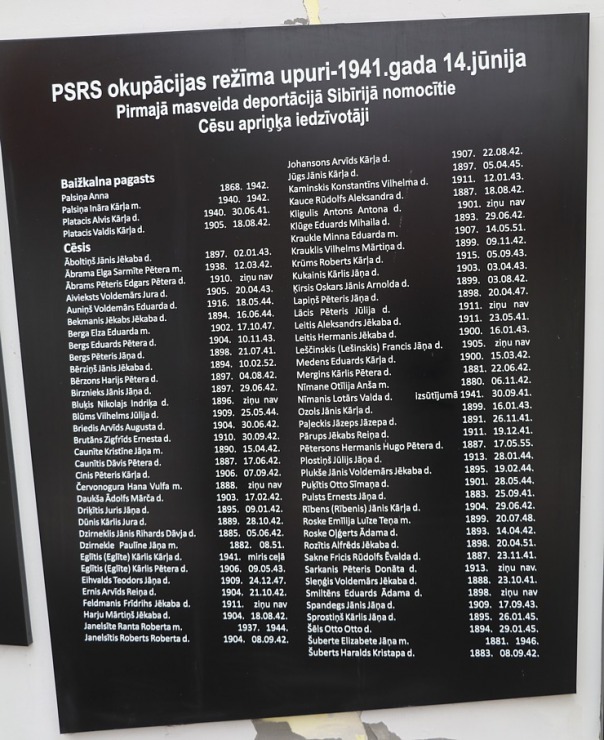 PSRS okupācijas režīma upuri-1941.gada 14.jūnija
Pirmajā masveida deportācijā Sibīrijā nomocītie
Cēsu apriņķa iedzīvotāji
Baižkalna pagasts
Palsiņa Anna 1868. 1942.
Palsiņa Ināra Kārļa m. 1940. 1942.
Platacis Alvis Kārļa d. 1940. 30.06.41.
Platacis Valdis Kārļa d. 1905. 18.08.42.
Cēsis
Āboltiņš Jānis Jēkaba d. 1897. 02.01.43.
Ābrama Elga Sarmīte Pētera m. 1938. 12.03.42.
Ābrams Pēteris Edgars Pētera d. 1910. ziņu nav
Alvieksts Voldemārs Jura d. 1905. 20.04.43.
Auniņš Voldemārs Eduarda d. 1916. 18.05.44.
Bekmanis Jēkabs Jēkaba d. 1894. 16.06.44.
Berga Elza Eduarda m. 1902. 17.10.47.
Bergs Eduards Pētera d. 1904. 10.11.43.
Bergs Pēteris Jāņa d. 1898. 21.07.41.
Bērziņš Jānis Jēkaba d. 1894. 10.02.52.
Bērzons Harijs Pētera d. 1897. 04.08.42.
Birznieks Jānis Jāņa d. 1897. 29.06.42.
Bluķis Nikolajs Indriķa d. 1896. ziņu nav
Blūms Vilhelms Jūlija d. 1909. 25.05.44.
Briedis Arvīds Augusta d. 1904. 30.06.42.
Brutāns Zigfrīds Ernesta d. 1910. 30.09.42.
Caunīte Kristīne Jāņa m. 1890. 15.04.42.
Caunītis Dāvis Pētera d. 1887. 17.06.42.
Cinis Pēteris Kārļa d. 1906. 07.09.42.
Červonogura Hana Vulfa m. 1888. ziņu nav
Daukša Ādolfs Mārča d. 1903. 17.02.42.
Driķītis Juris Jāņa d. 1895. 09.01.42.
Dūnis Kārlis Jura d. 1889. 28.10.42.
Dzirneklis Jānis Rihards Dāvja d. 1885. 05.06.42.
Dzirnekle Pauline Jāņa m. 1882. 08.51.
Eglītis (Eglīte) Kārlis Kārļa d. 1941. miris ceļā
Eglītis (Eglīte) Kārlis Pētera d. 1906. 09.05.43.
Eihvalds Teodors Jāņa d. 1909. 24.12.47.
Ernis Arvīds Reiņa d. 1904. 21.10.42.
Feldmanis Frīdrihs Jēkaba d. 1911. ziņu nav
Harju Mārtiņš Jēkaba d. 1904. 18.08.42.
Janelsīte Ranta Roberta m. 1937. 1944.
Janelsītis Roberts Roberta d. 1904. 08.09.42.
Johansons Arvīds Kārļa d. 1907. 22.08.42.
Jūgs Jānis Kārļa d. 1897. 05.04.45.
Kaminskis Konstantīns Vilhelma d. 1911. 12.01.43.
Kauce Rūdolfs Aleksandra d. 1887. 18.08.42.
Kligulis Antons Antona d. 1901. ziņu nav
Klūge Eduards Mihaila d. 1893. 29.06.42.
Kraukle Minna Eduarda m. 1907. 14.05.51.
Krauklis Vilhelms Mārtiņa d. 1899. 09.11.42.
Krūms Roberts Kārļa d. 1915. 05.09.43.
Kukainis Kārlis Jāņa d. 1903. 03.04.43.
Ķirsis Oskars Jānis Arnolda d. 1899. 03.08.42.
Lapiņš Pēteris Jāņa d. 1898. 20.04.47.
Lācis Pēteris Jūlija d. 1911. ziņu nav
Leitis Aleksandrs Jēkaba d. 1911. 23.05.41.
Leitis Hermanis Jēkaba d. 1900. 16.01.43.
Leščinskis (Lešinskis) Francis Jāņa d. 1905. ziņu nav
Medens Eduards Kārļa d. 1900. 15.03.42.
Mergins Kārlis Pētera d. 1881. 22.06.42.
Nīmane Otīlija Anša m. 1880. 06.11.42.
Nīmanis Lotārs Valda d. izsūtījumā 1941. 30.09.41.
Ozols Jānis Kārļa d. 1899. 16.01.43.
Paļeckis Jāzeps Jāzepa d. 1891. 26.11.41.
Pārups Jēkabs Reiņa d. 1911. 19.12.41.
Pētersons Hermanis Hugo Pētera d. 1887. 17.05.55.
Plostiņš Jūlijs Jāņa d. 1913. 28.01.44.
Plukše Jānis Voldemārs Jēkaba d. 1895. 19.02.44.
Puķītis Otto Sīmaņa d. 1901. 28.05.44.
Puists Ernests Jāņa d. 1883. 25.09.41.
Rībens (Rībenis) Jānis Kārļa d. 1904. 29.06.42.
Roske Emīlija Luīze Teņa m. 1899. 20.07.48.
Roske Oļģerts Ādama d. 1893. 14.04.42.
Rozītis Alfrēds Jēkaba d. 1898. 20.04.51.
Sakne Fricis Rūdolfs Evalda d. 1887. 23.11.41.
Sarkanis Pēteris Donāta d. 1913. ziņu nav.
Sleņģis Voldemārs Jēkaba d. 1888. 23.10.41.
Smiltēns Eduards Ādama d. 1898. ziņu nav
Spandegs Jānis Jāņa d. 1909. 17.09.43.
Sprostiņš Kārlis Jāņa d. 1895. 26.01.45.
Šēls Otto Otto d. 1894. 29.01.45.
Šuberte Elizabete Jāņa m. 1881. 1946.
Šuberts Haralds Kristapa d. 1883. 08.09.42.